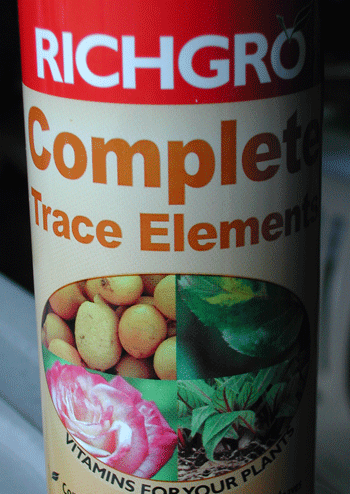 RICHGRO
Complete
Trace Elements
VITAMINS FOR YOUR PLANTS